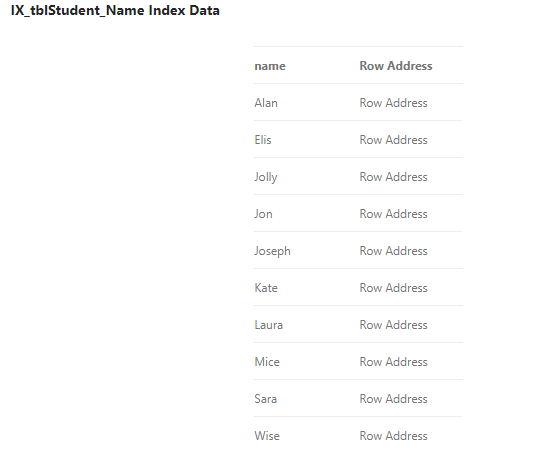 IX_tblStudent_Name Index Data
name Row Address
Alan Row Address
Elis Row Address
Jolly Row Address
Jon Row Address
Joseph Row Address
Kate Row Address
Laura Row Address
Mice Row Address
Sara Row Address
Wise Row Address